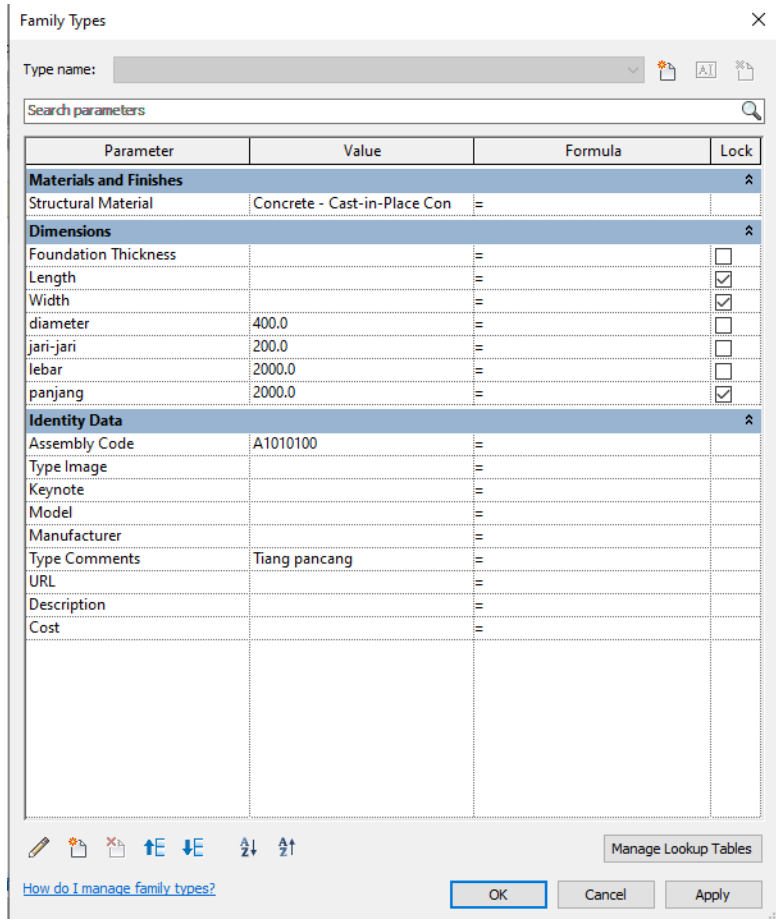 Family Types
Type name:
Search parameters
Parameter Value Formula Lock
Materials and Finishes
Structural Material Concrete - Cast-in-Place Con =
Dimensions
Foundation Thickness =
Length =
Width =
diameter 400.0 =
jari-jari 200.0 =
lebar 2000.0 =
panjang 2000.0 =
Identity Data
Assembly Code A1010100 =
Type Image =
Keynote =
Model =
Manufacturer =
Type Comments Tiang pancang =
URL =
Description =
Cost =
Manage Lookup Tables
How do I manage family types?
OK Cancel Apply